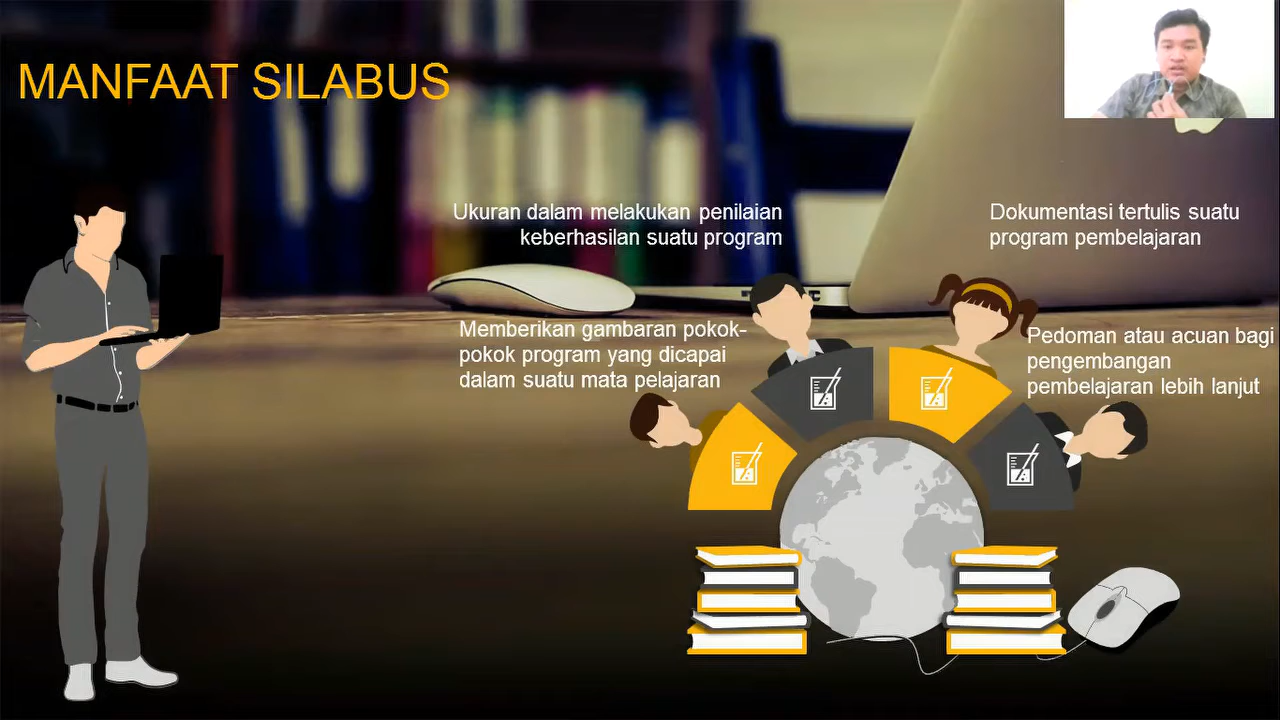 MANFAAT SILABUS
Ukuran dalam melakukan penilaian
keberhasilan suatu program
Dokumentasi tertulis suatu
program pembelajaran
Memberikan gambaran pokok-
pokok program yang dicapai
dalam suatu mata pelajaran
Pedoman atau acuan bagi
pengembangan
pembelajaran lebih lanjut